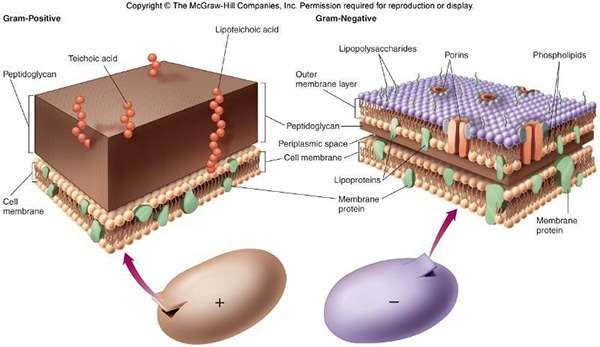 Copyright © The McGraw-Hill Companies, Inc. Permission required for reproduction or display.
Gram-Positive
Gram-Negative
Lipoteichoic acid
Teichoic acid
Peptidoglycan
Cell
membrane
Lipopolysaccharides
Porins
Phospholipids
Outer
membrane layer
Peptidoglycan
Periplasmic space
Cell membrane
Lipoproteins
Membrane
protein
Membrane
protein
+
−